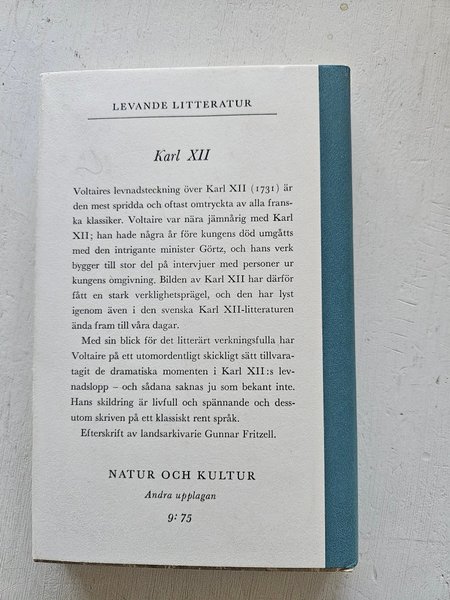 LEVANDE LITTERATUR
Karl XII
Voltaires levnadsteckning över Karl XII (1731) är
den mest spridda och oftast omtryckta av alla frans-
ka klassiker. Voltaire var nära jämnårig med Karl
XII; han hade några år före kungens död umgåtts
med den intrigante minister Görtz, och hans verk
bygger till stor del på intervjuer med personer ur
kungens omgivning. Bilden av Karl XII har därför
fått en stark verklighetsprägel, och den har lyst
igenom även i den svenska Karl XII-litteraturen
ända fram till våra dagar.
Med sin blick för det litterärt verkningsfulla har
Voltaire på ett utomordentligt skickligt sätt tillvara-
tagit de dramatiska momenten i Karl XII:s lev-
nadslopp – och sådana saknas ju som bekant inte.
Hans skildring är livfull och spännande och dess-
utom skriven på ett klassiskt rent språk.
Efterskrift av landsarkivarie Gunnar Fritzell.
NATUR OCH KULTUR
Andra upplagan
9: 75